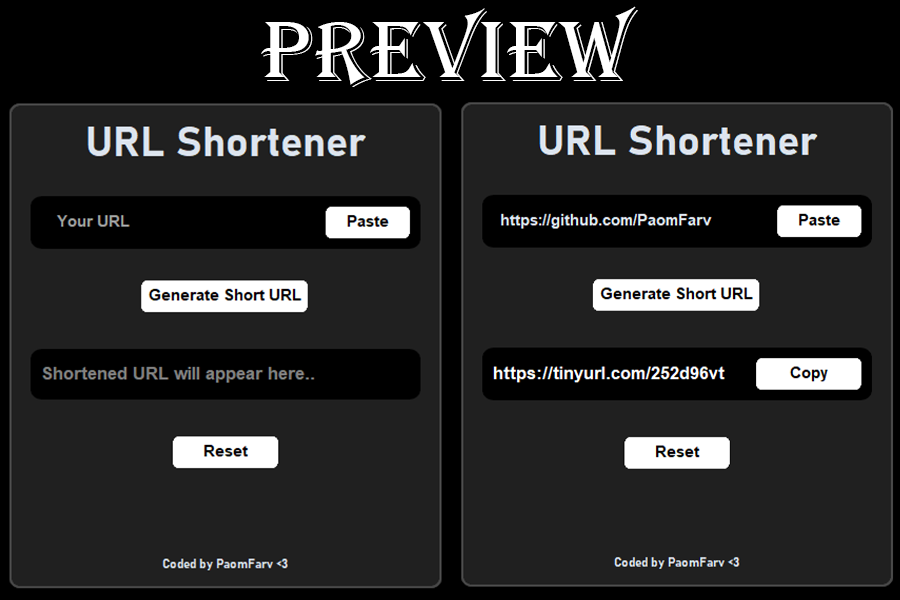 PREVIEW
URL Shortener
Your URL Paste
Generate Short URL
Shortened URL will appear here..
Reset
Coded by PaomFarv <3
URL Shortener
https://github.com/PaomFarv Paste
Generate Short URL
https://tinyurl.com/252d96vt Copy
Reset
Coded by PaomFarv <3